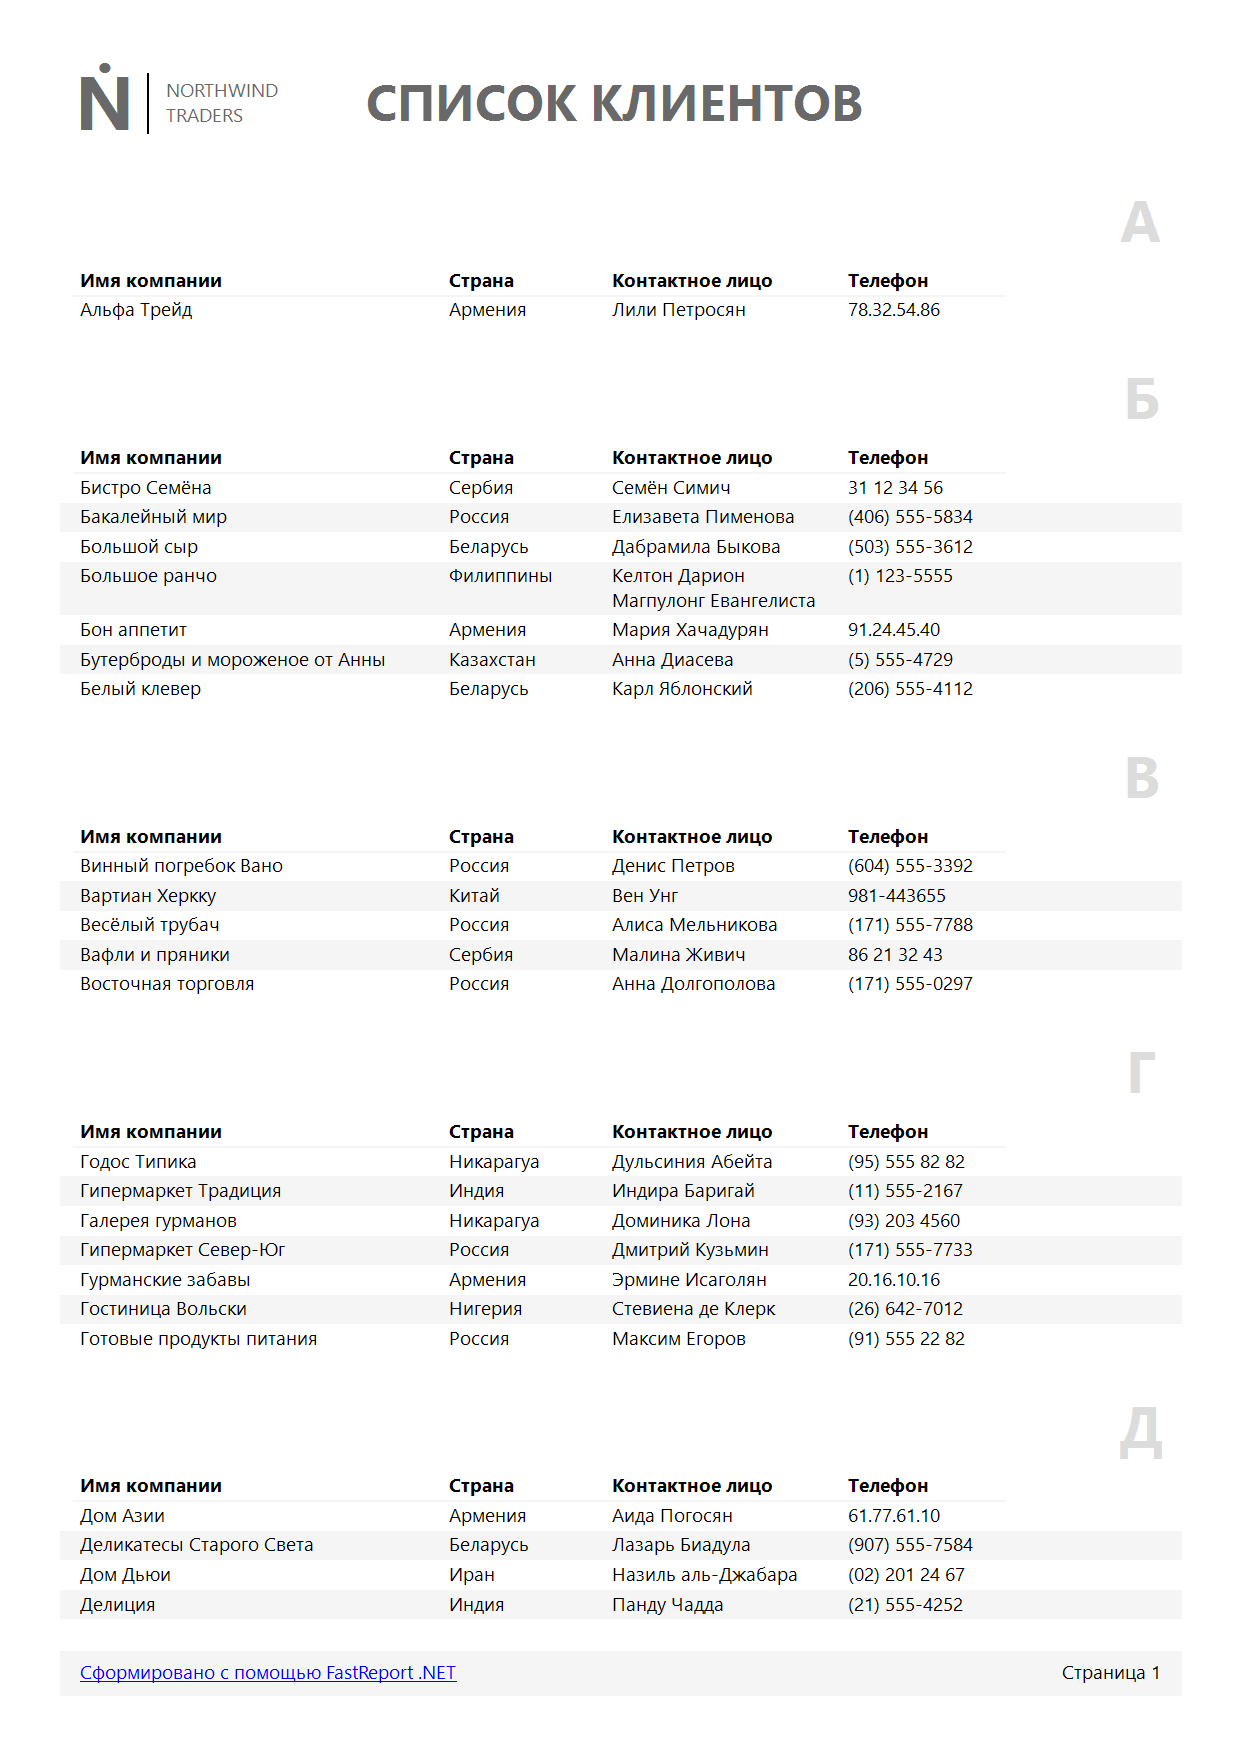 NORTHWIND
TRADERS
СПИСОК КЛИЕНТОВ
А
Имя компании Страна Контактное лицо Телефон
Альфа Трейд Армения Лили Петросян 78.32.54.86
Б
Имя компании Страна Контактное лицо Телефон
Бистро Семёна Сербия Семён Симич 31 12 34 56
Бакалейный мир Россия Елизавета Пименова (406) 555-5834
Большой сыр Беларусь Дабрамила Быкова (503) 555-3612
Большое ранчо Филиппины Келтон Дарион (1) 123-5555
Магпулонг Евангелиста
Бон аппетит Армения Мария Хачадурян 91.24.45.40
Бутерброды и мороженое от Анны Казахстан Анна Диасева (5) 555-4729
Белый клевер Беларусь Карл Яблонский (206) 555-4112
В
Имя компании Страна Контактное лицо Телефон
Винный погребок Вано Россия Денис Петров (604) 555-3392
Вартиан Херкку Китай Вен Унг 981-443655
Весёлый трубач Россия Алиса Мельникова (171) 555-7788
Вафли и пряники Сербия Малина Живич 86 21 32 43
Восточная торговля Россия Анна Долгополова (171) 555-0297
Г
Имя компании Страна Контактное лицо Телефон
Годос Типика Никарагуа Дульсиния Абейта (95) 555 82 82
Гипермаркет Традиция Индия Индира Баригай (11) 555-2167
Галерея гурманов Никарагуа Доминика Лона (93) 203 4560
Гипермаркет Север-Юг Россия Дмитрий Кузьмин (171) 555-7733
Гурманские забавы Армения Эрмине Исаголян 20.16.10.16
Гостиница Вольски Нигерия Стевиена де Клерк (26) 642-7012
Готовые продукты питания Россия Максим Егоров (91) 555 22 82
Д
Имя компании Страна Контактное лицо Телефон
Дом Азии Армения Аида Погосян 61.77.61.10
Деликатесы Старого Света Беларусь Лазарь Биадула (907) 555-7584
Дом Дьюи Иран Назиль аль-Джабара (02) 201 24 67
Делиция Индия Панду Чадда (21) 555-4252
Сформировано с помощью FastReport .NET Страница 1